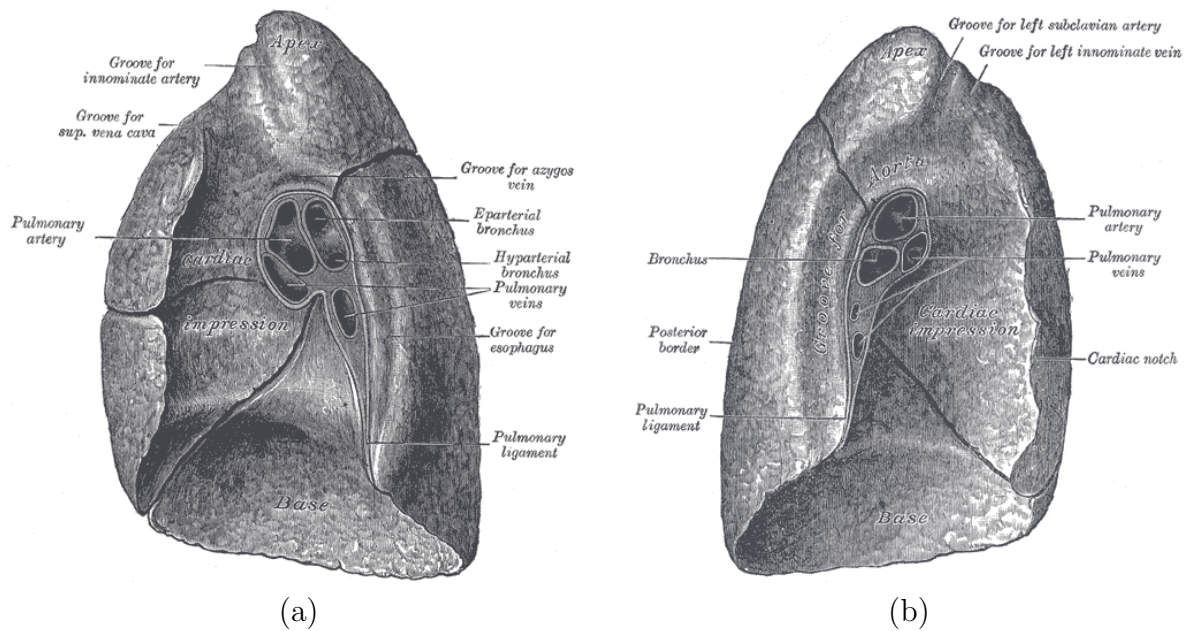 Apex
Groove for
innominate artery
Groove for
sup. vena cava
Pulmonary
artery
Cardiac
impression
Groove for azygos
vein
Eparterial
bronchus
Hyparterial
bronchus
Pulmonary
veins
Groove for
esophagus
Pulmonary
ligament
Base
(a)
Groove for left subclavian artery
Groove for left innominate vein
Apex
Groove for Aorta
Pulmonary
artery
Bronchus
Pulmonary
veins
Cardiac
impression
Posterior
border
Cardiac notch
Pulmonary
ligament
Base
(b)